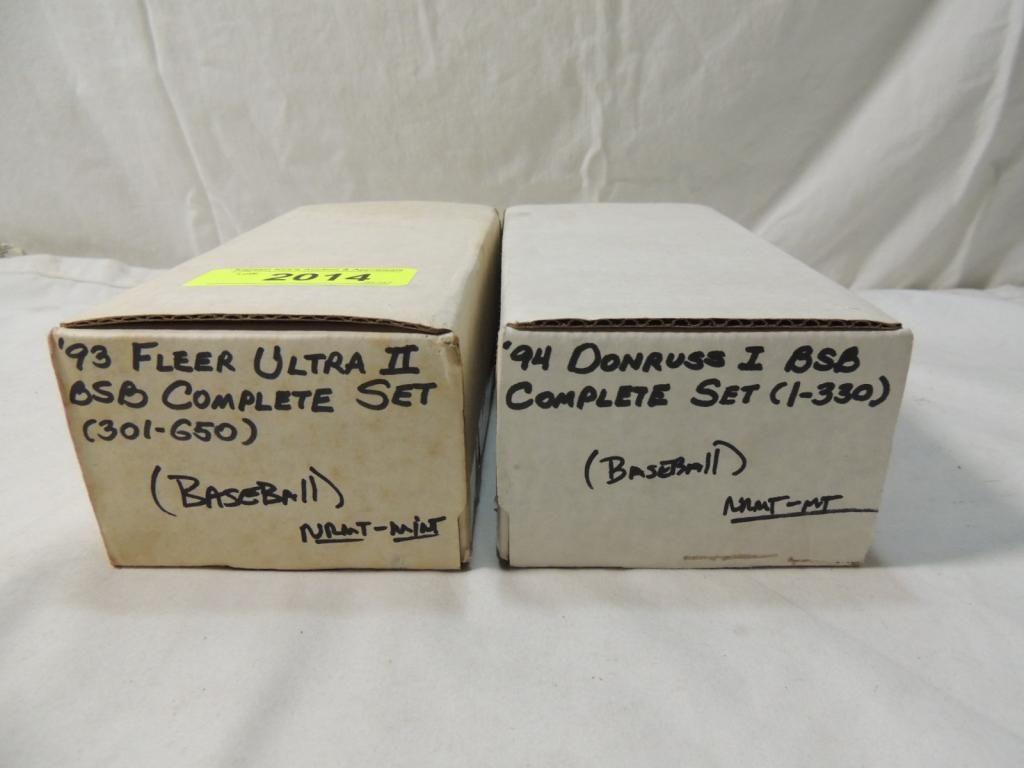 LOT 2014
'93 FLEER ULTRA II
BSB COMPLETE SET
(301-650)
(BASEBAll)
NRMT-MINT
'94 DONRUSS I BSB
COMPLETE SET (1-330)
(BASEBAll)
NRMT-MT